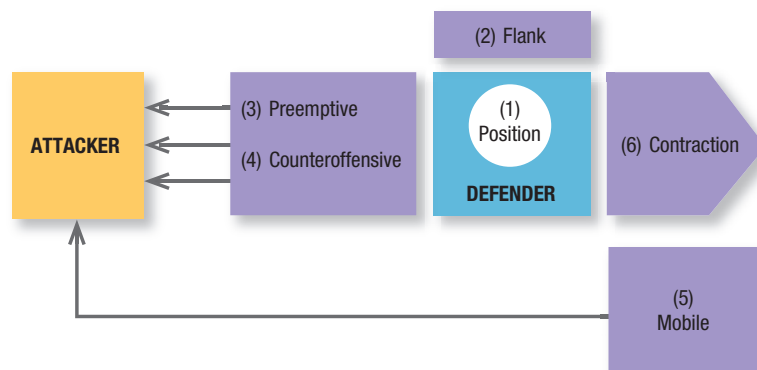 (2) Flank
ATTACKER
(3) Preemptive
(4) Counteroffensive
(1)
Position
DEFENDER
(6) Contraction
(5)
Mobile